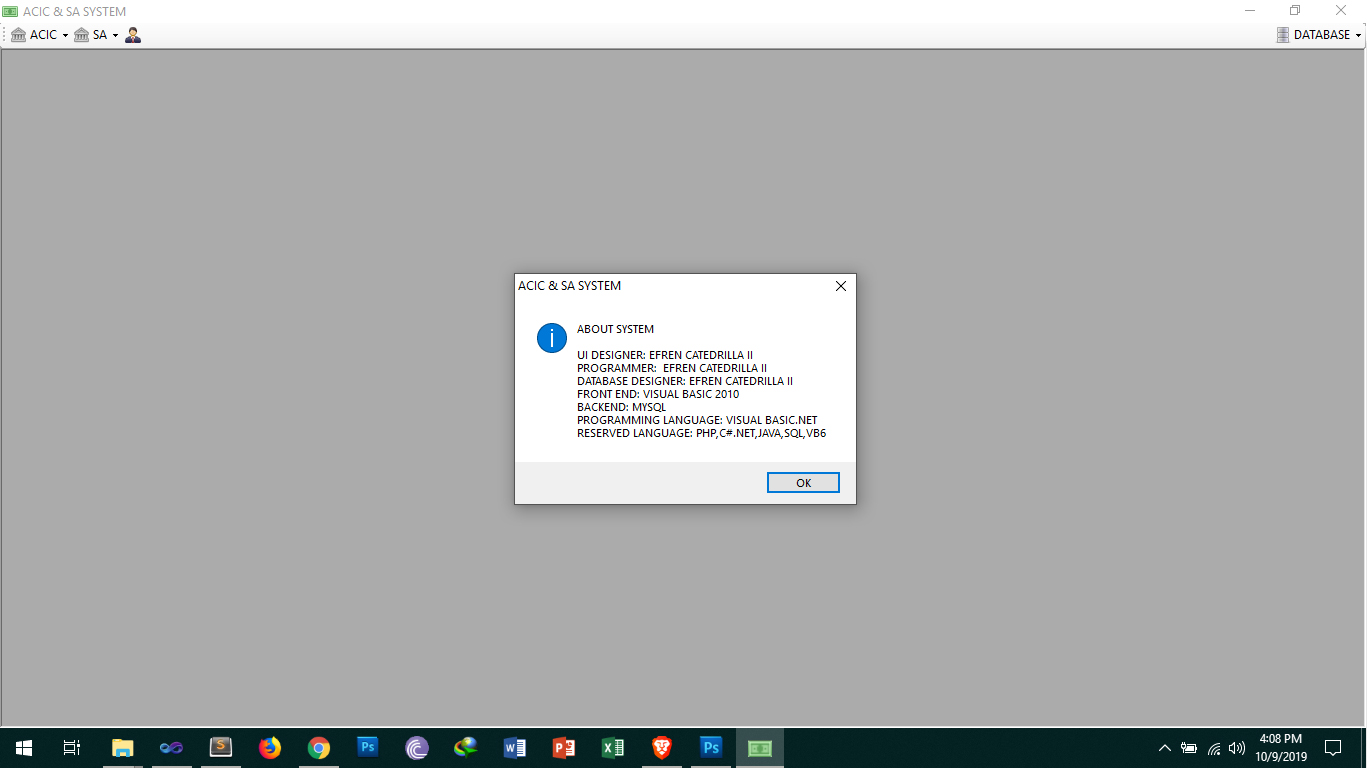 ACIC & SA SYSTEM
ACIC SA DATABASE
ACIC & SA SYSTEM
ABOUT SYSTEM
UI DESIGNER: EFREN CATEDRILLA II
PROGRAMMER:  EFREN CATEDRILLA II
DATABASE DESIGNER: EFREN CATEDRILLA II
FRONT END: VISUAL BASIC 2010
BACKEND: MYSQL
PROGRAMMING LANGUAGE: VISUAL BASIC.NET
RESERVED LANGUAGE: PHP,C#.NET,JAVA,SQL,VB6
OK
S Ps W P X Ps
4:08 PM
10/9/2019